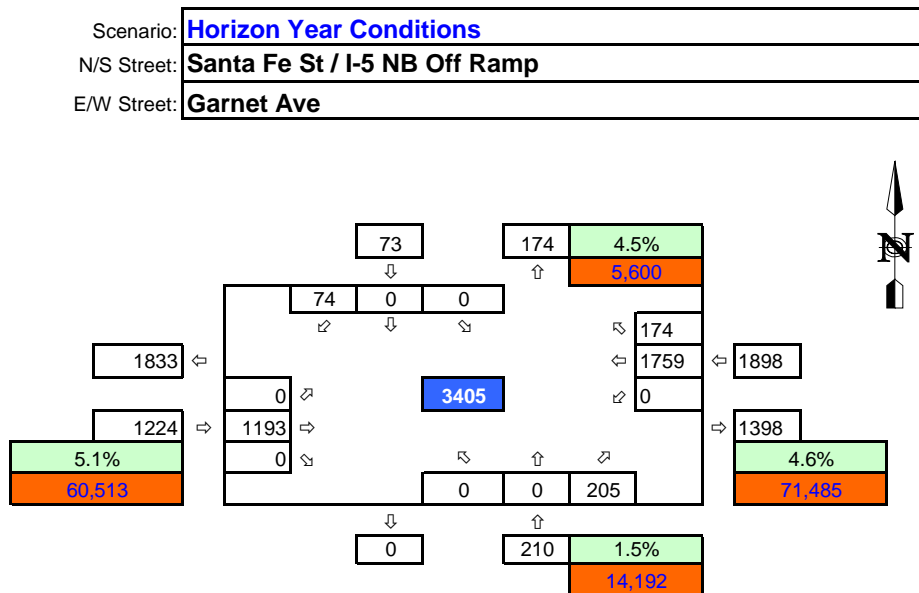 Scenario: Horizon Year Conditions
N/S Street: Santa Fe St / I-5 NB Off Ramp
E/W Street: Garnet Ave
N
73 174 4.5%
⇩ ⇧ 5,600
74 0 0
⬃ ⇩ ⬂ ⬁ 174
1833 ⇦ ⇦ 1759 ⇦ 1898
0 ⬀ 3405 ⬃ 0
1224 ⇨ 1193 ⇨ ⇨ 1398
5.1% 0 ⬂ ⬁ ⇧ ⬀ 4.6%
60,513 0 0 205 71,485
⇩ ⇧
0 210 1.5%
14,192